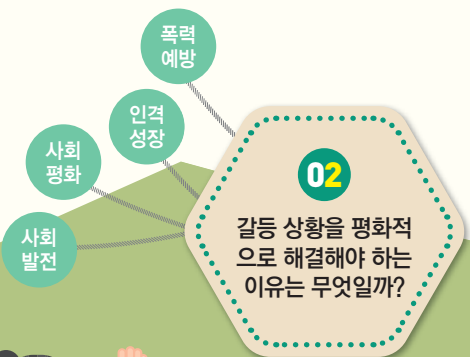 폭력
예방
인격
성장
사회
평화
사회
발전
02
갈등 상황을 평화적
으로 해결해야 하는
이유는 무엇일까?